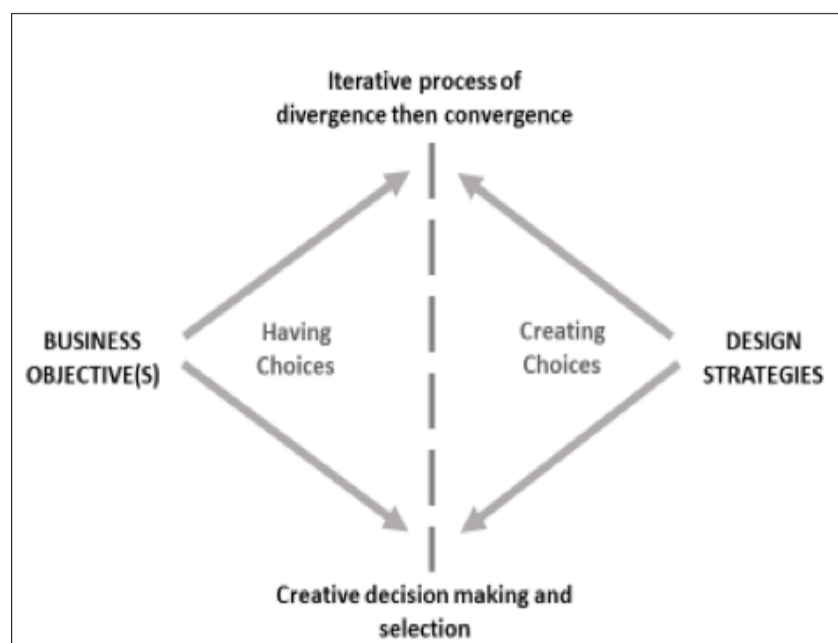 Iterative process of
divergence then convergence
BUSINESS
OBJECTIVE(S)
Having
Choices
Creating
Choices
DESIGN
STRATEGIES
Creative decision making and
selection